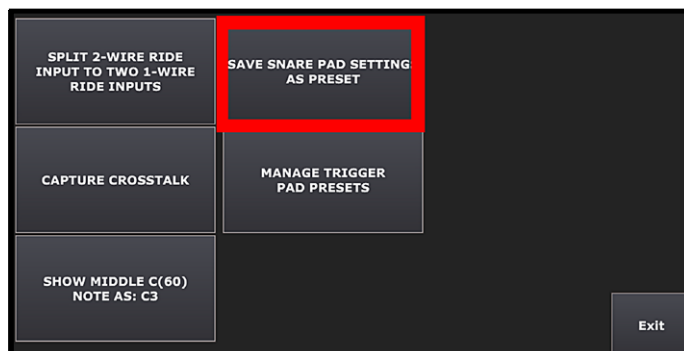 SPLIT 2-WIRE RIDE
INPUT TO TWO 1-WIRE
RIDE INPUTS
SAVE SNARE PAD SETTING
AS PRESET
CAPTURE CROSSTALK
MANAGE TRIGGER
PAD PRESETS
SHOW MIDDLE C(60)
NOTE AS: C3
Exit